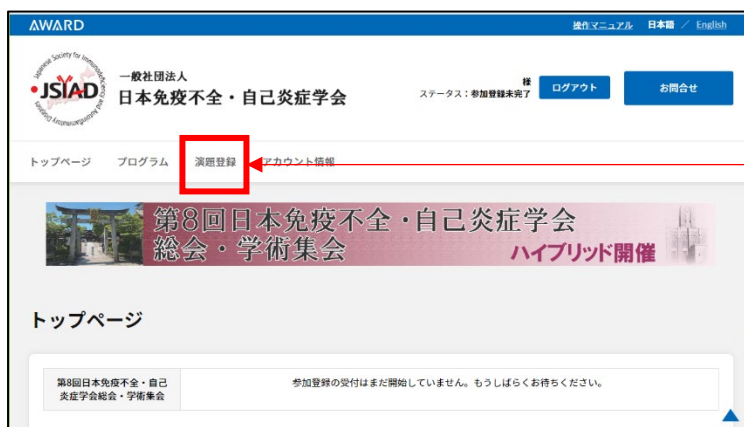 AWARD
操作マニュアル 日本語 / English
Japanese Society for Immunodeficiency and Autoinflammatory Diseases
JSIAD
一般社団法人
日本免疫不全・自己炎症学会
様
ステータス：参加登録未完了
ログアウト
お問合せ
トップページ プログラム 演題登録 アカウント情報
第8回日本免疫不全・自己炎症学会
総会・学術集会
ハイブリッド開催
トップページ
第8回日本免疫不全・自己
炎症学会総会・学術集会
参加登録の受付はまだ開始していません。もうしばらくお待ちください。